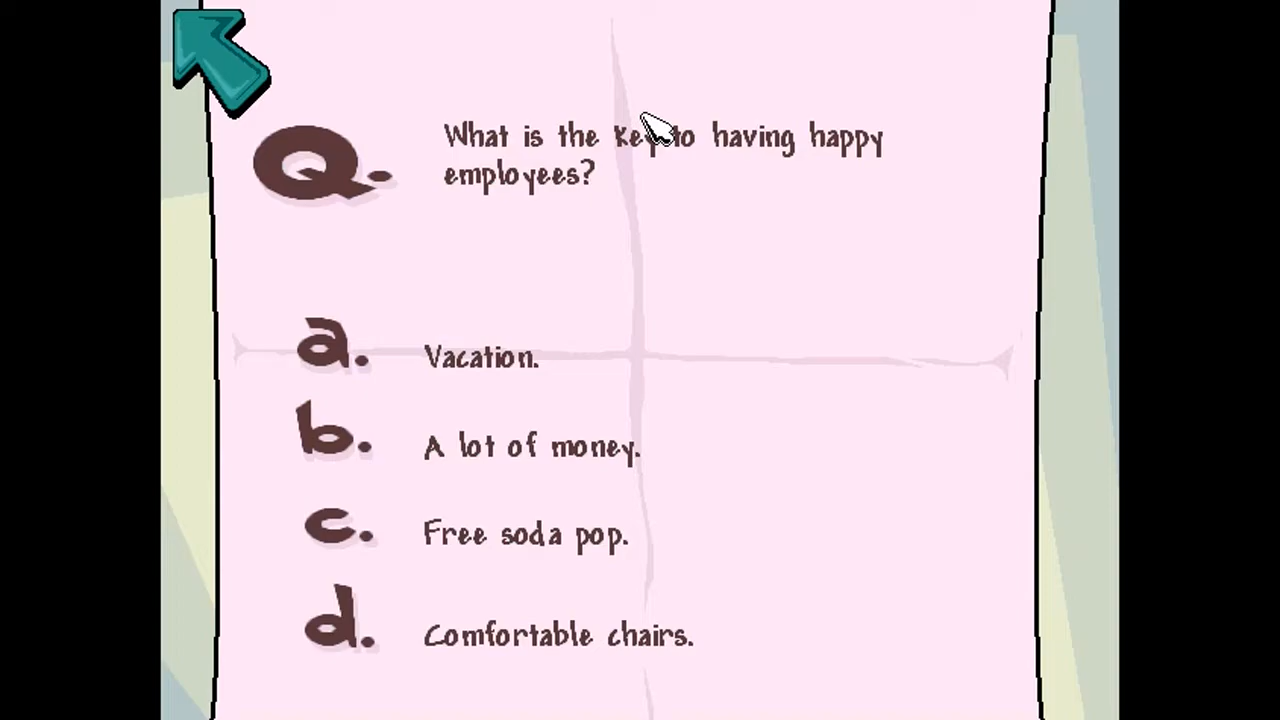 Q. What is the key to having happy
employees?
a. Vacation.
b. A lot of money.
c. Free soda pop.
d. Comfortable chairs.